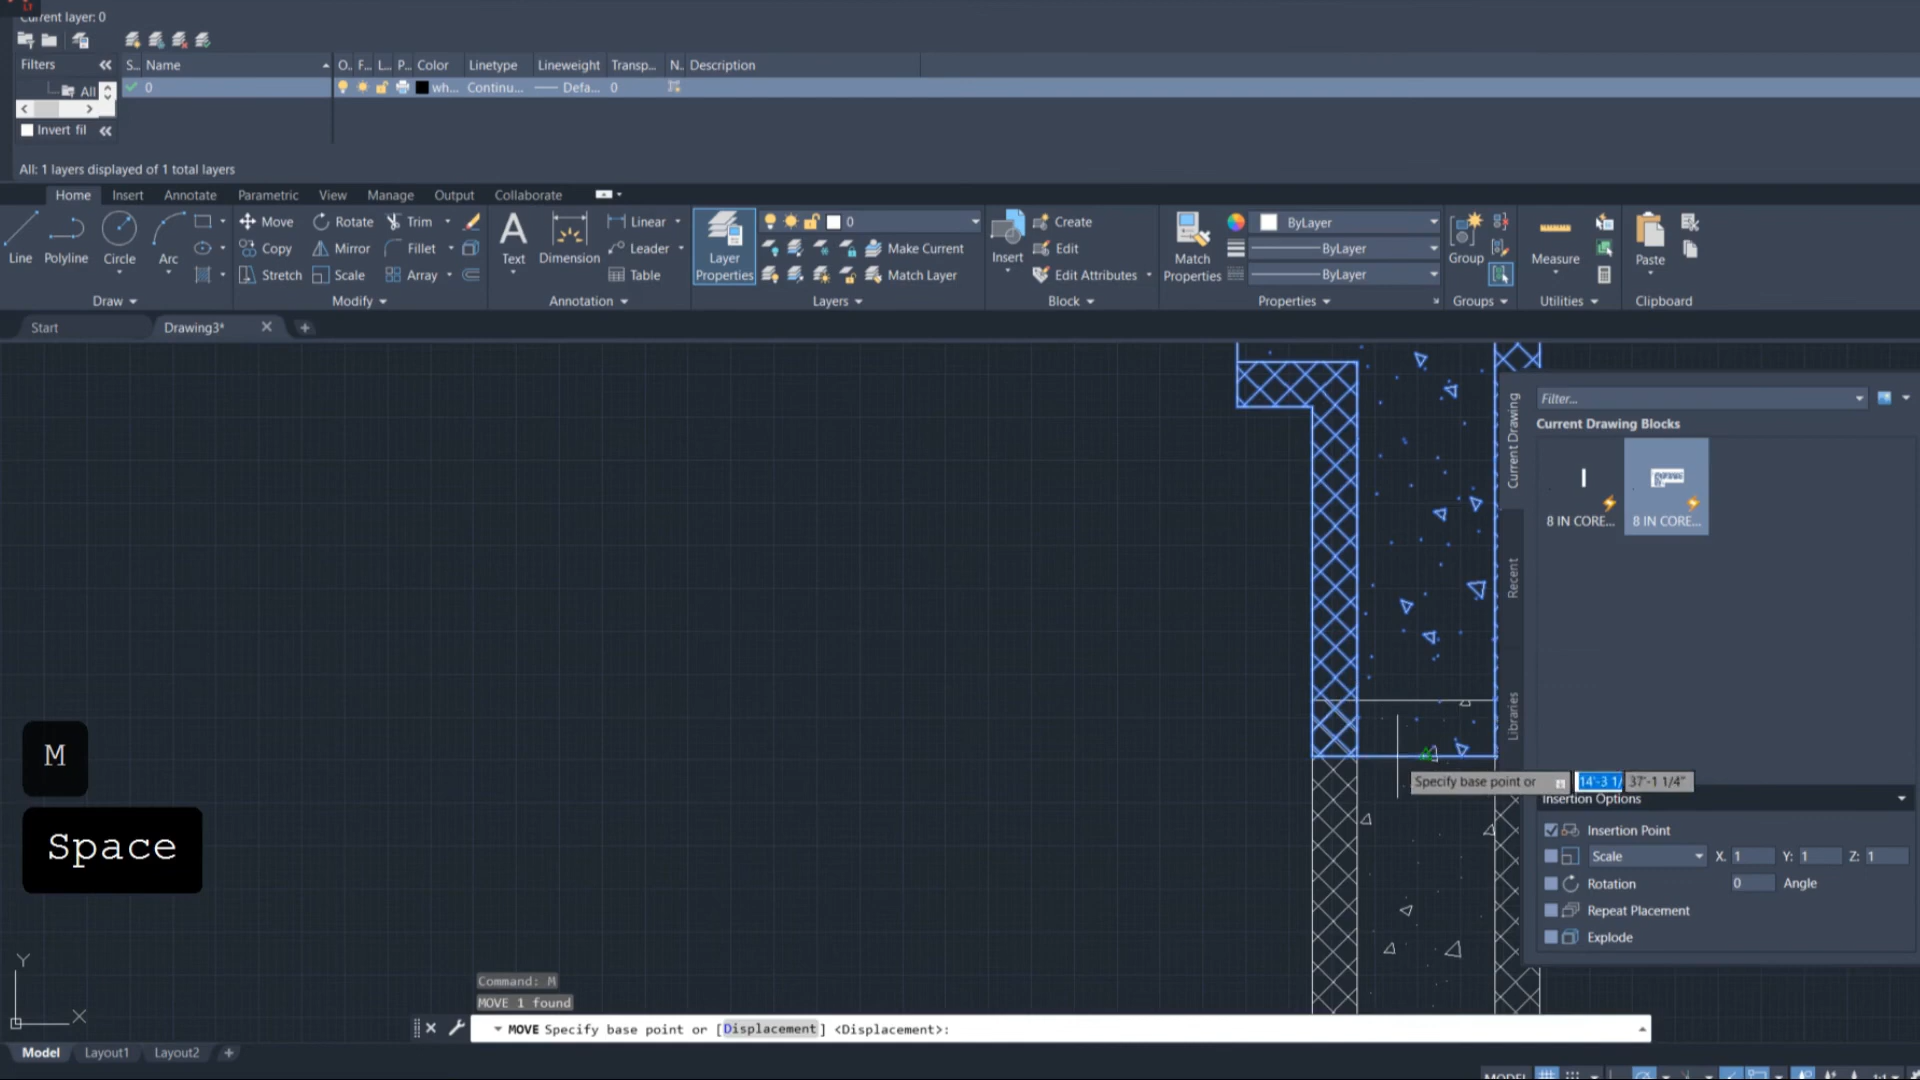 Current layer: 0
Filters
S.. Name O.. F... L... P... Color Linetype Lineweight Transp... N.. Description
All
0 wh... Continu... Defa... 0
Invert fil
All: 1 layers displayed of 1 total layers
Home Insert Annotate Parametric View Manage Output Collaborate
Line Polyline Circle Arc
Move Rotate Trim
Copy Mirror Fillet
Stretch Scale Array
Text Dimension
Linear
Leader
Table
Layer Properties
0
Make Current
Match Layer
Insert
Create
Edit
Edit Attributes
Match Properties
ByLayer
ByLayer
ByLayer
Group
Measure
Paste
Draw Modify Annotation Layers Block Properties Groups Utilities Clipboard
Start Drawing3*
Current Drawing
Recent
Libraries
Filter...
Current Drawing Blocks
8 IN CORE... 8 IN CORE...
M
Space
Specify base point or 14'-3 1/ 37'-1 1/4"
Insertion Options
Insertion Point
Scale X. 1 Y: 1 Z: 1
Rotation 0 Angle
Repeat Placement
Explode
Y
X
Command: M
MOVE 1 found
MOVE Specify base point or [Displacement] <Displacement>:
Model Layout1 Layout2
MODEL 1:1